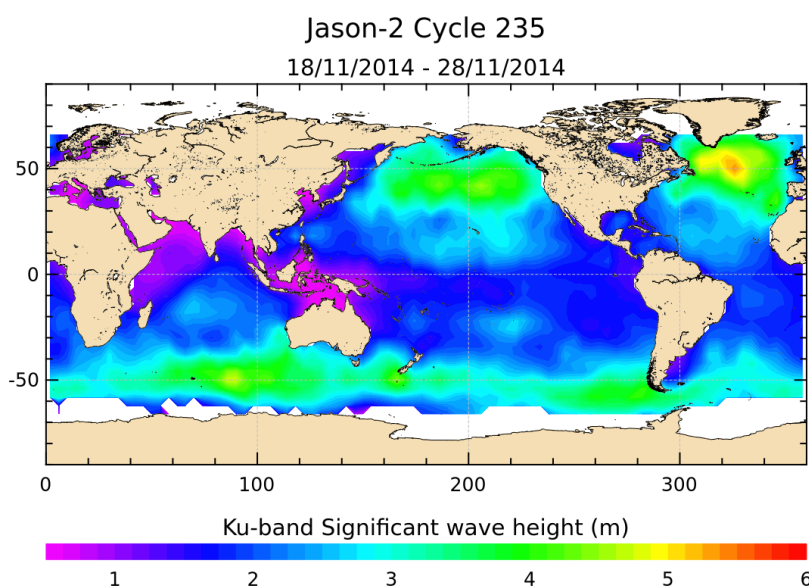 Jason-2 Cycle 235
18/11/2014 - 28/11/2014
50
0
-50
0 100 200 300
Ku-band Significant wave height (m)
1 2 3 4 5 6